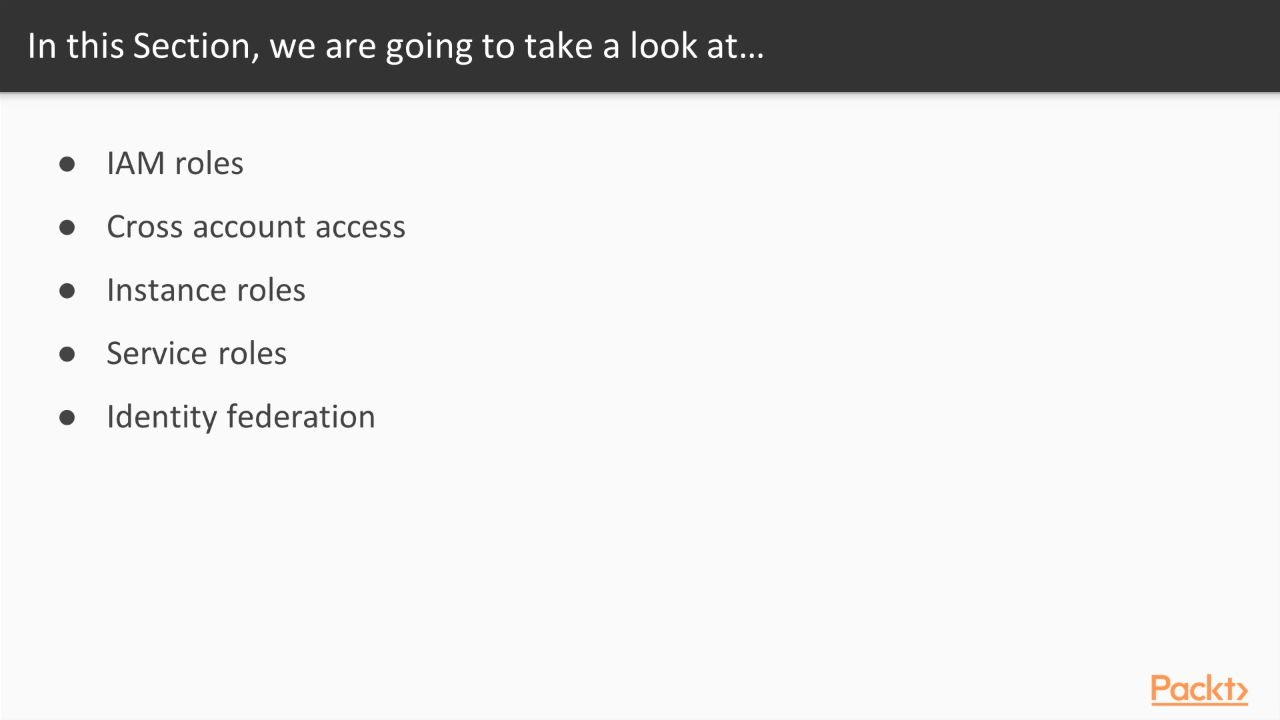 In this Section, we are going to take a look at...
● IAM roles
● Cross account access
● Instance roles
● Service roles
● Identity federation
Packt>